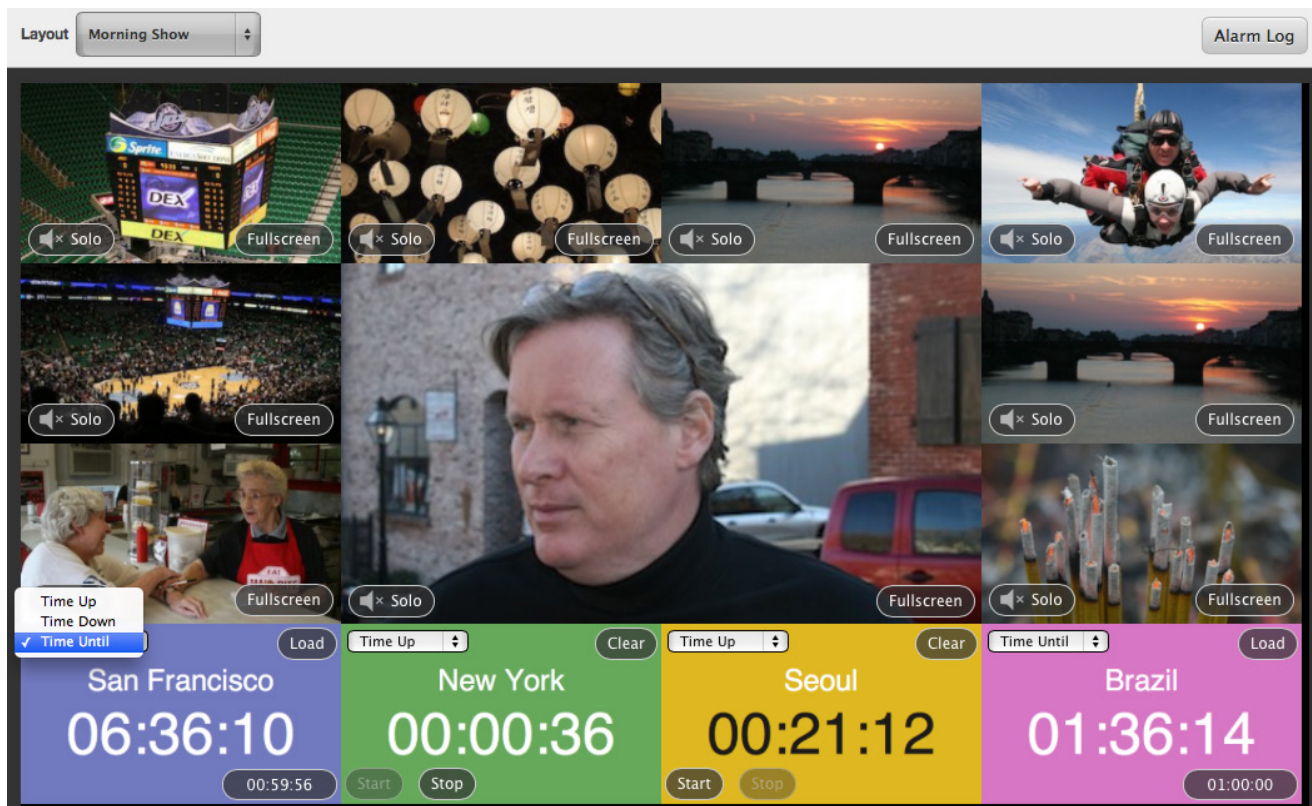 Layout Morning Show Alarm Log
Sprite
DEX
DEX
DEX
Solo Fullscreen Solo Fullscreen Solo Fullscreen Solo Fullscreen
Solo Fullscreen Solo Fullscreen
Fullscreen Solo Fullscreen Solo Fullscreen
Time Up
Time Down
✓ Time Until
Load Time Up Clear Time Up Clear Time Until Load
San Francisco New York Seoul Brazil
06:36:10 00:00:36 00:21:12 01:36:14
00:59:56 Start Stop Start Stop 01:00:00